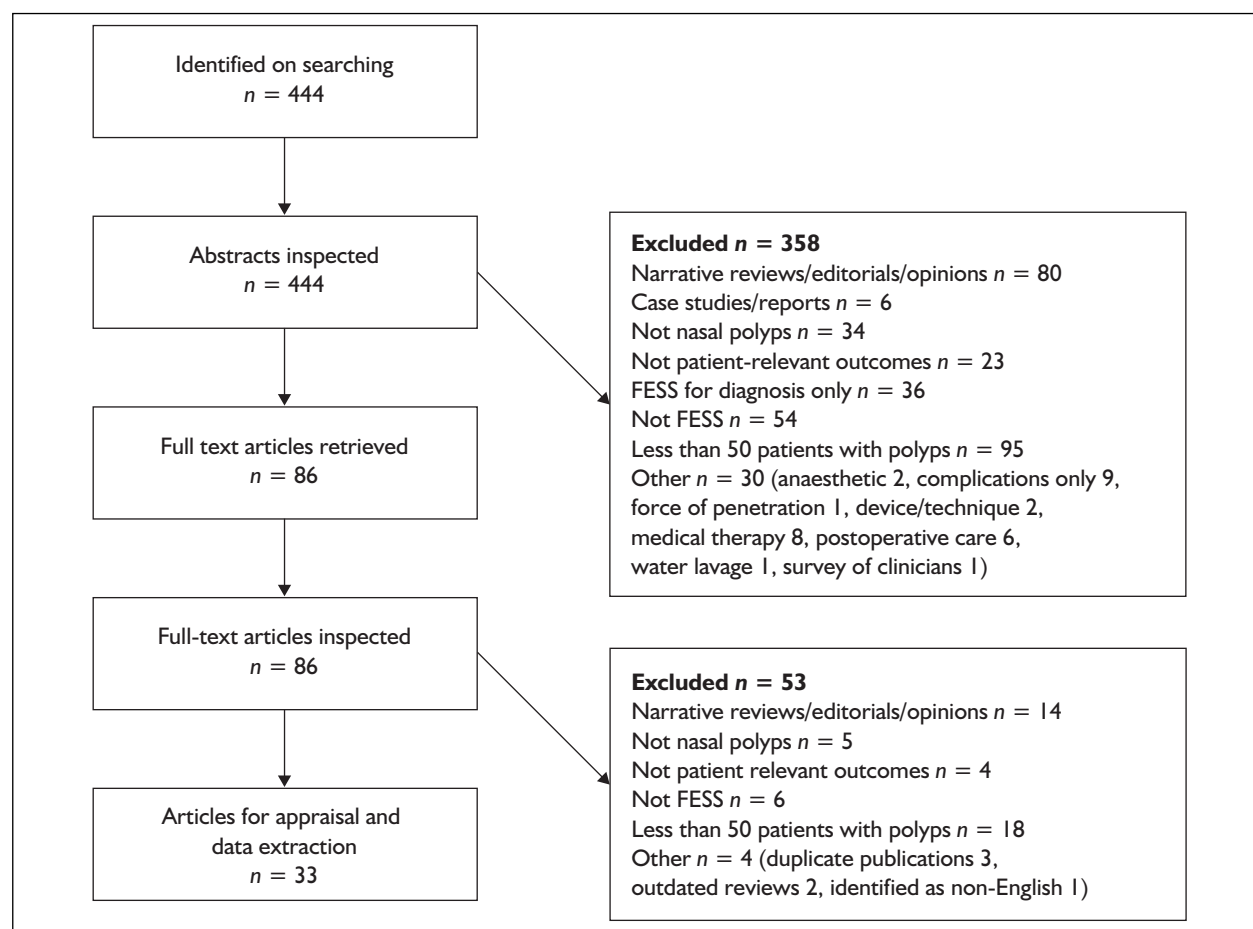 Identified on searching
n = 444
Abstracts inspected
n = 444
Excluded n = 358
Narrative reviews/editorials/opinions n = 80
Case studies/reports n = 6
Not nasal polyps n = 34
Not patient-relevant outcomes n = 23
FESS for diagnosis only n = 36
Not FESS n = 54
Less than 50 patients with polyps n = 95
Other n = 30 (anaesthetic 2, complications only 9,
force of penetration 1, device/technique 2,
medical therapy 8, postoperative care 6,
water lavage 1, survey of clinicians 1)
Full text articles retrieved
n = 86
Full-text articles inspected
n = 86
Excluded n = 53
Narrative reviews/editorials/opinions n = 14
Not nasal polyps n = 5
Not patient relevant outcomes n = 4
Not FESS n = 6
Less than 50 patients with polyps n = 18
Other n = 4 (duplicate publications 3,
outdated reviews 2, identified as non-English 1)
Articles for appraisal and
data extraction
n = 33